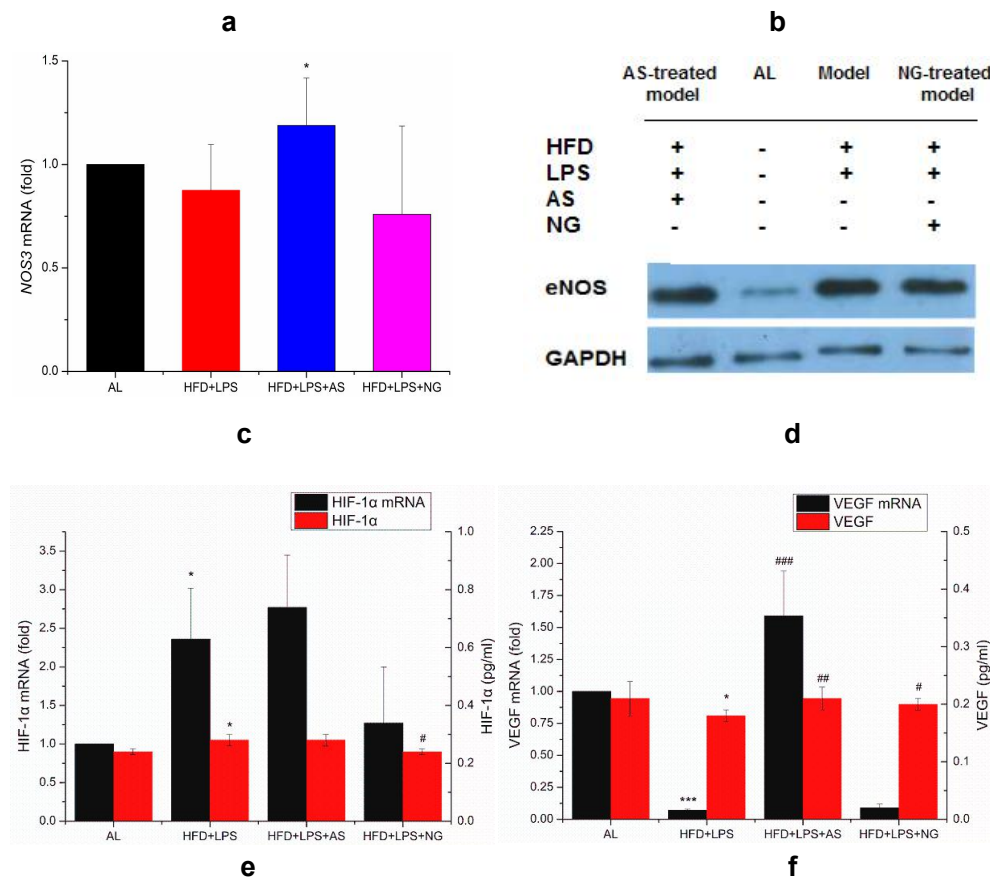 a
b
1.5
1.0
0.5
0.0
NOS3 mRNA (fold)
*
AL
HFD+LPS
HFD+LPS+AS
HFD+LPS+NG
AS-treated model
AL
Model
NG-treated model
HFD + - + +
LPS + - + +
AS + - - -
NG - - - +
eNOS
GAPDH
c
d
HIF-1α mRNA
HIF-1α
3.5
3.0
2.5
2.0
1.5
1.0
0.5
0.0
HIF-1α mRNA (fold)
1.0
0.8
0.6
0.4
0.2
0.0
HIF-1α (pg/ml)
*
*
#
AL
HFD+LPS
HFD+LPS+AS
HFD+LPS+NG
VEGF mRNA
VEGF
2.25
2.00
1.75
1.50
1.25
1.00
0.75
0.50
0.25
0.00
VEGF mRNA (fold)
0.5
0.4
0.3
0.2
0.1
0.0
VEGF (pg/ml)
***
*
###
##
#
AL
HFD+LPS
HFD+LPS+AS
HFD+LPS+NG
e
f